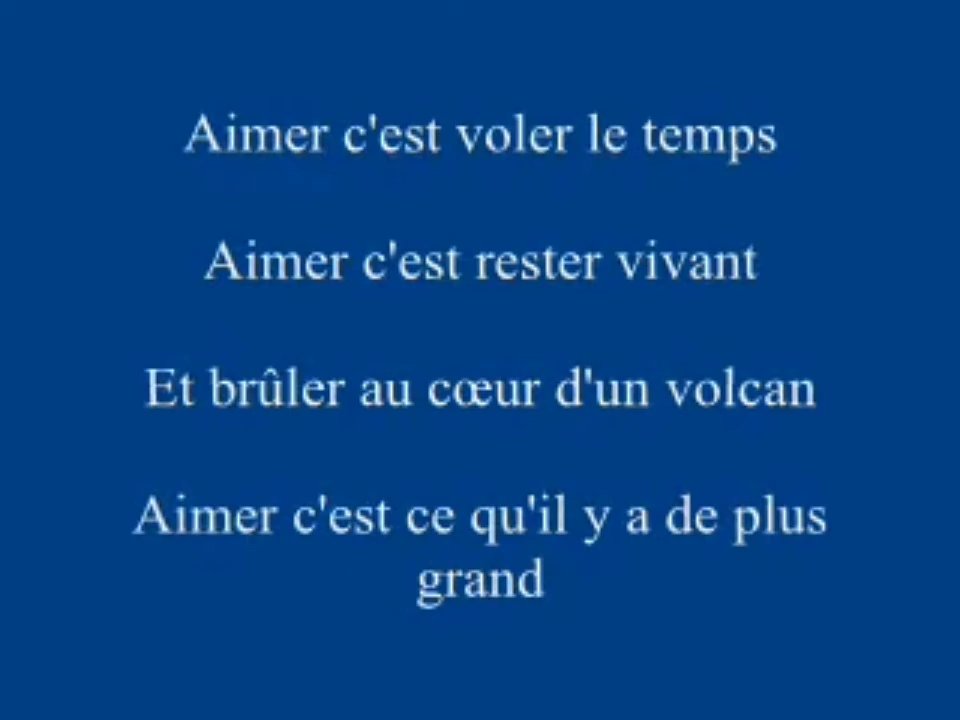 Aimer c'est voler le temps
Aimer c'est rester vivant
Et brûler au cœur d'un volcan
Aimer c'est ce qu'il y a de plus
grand